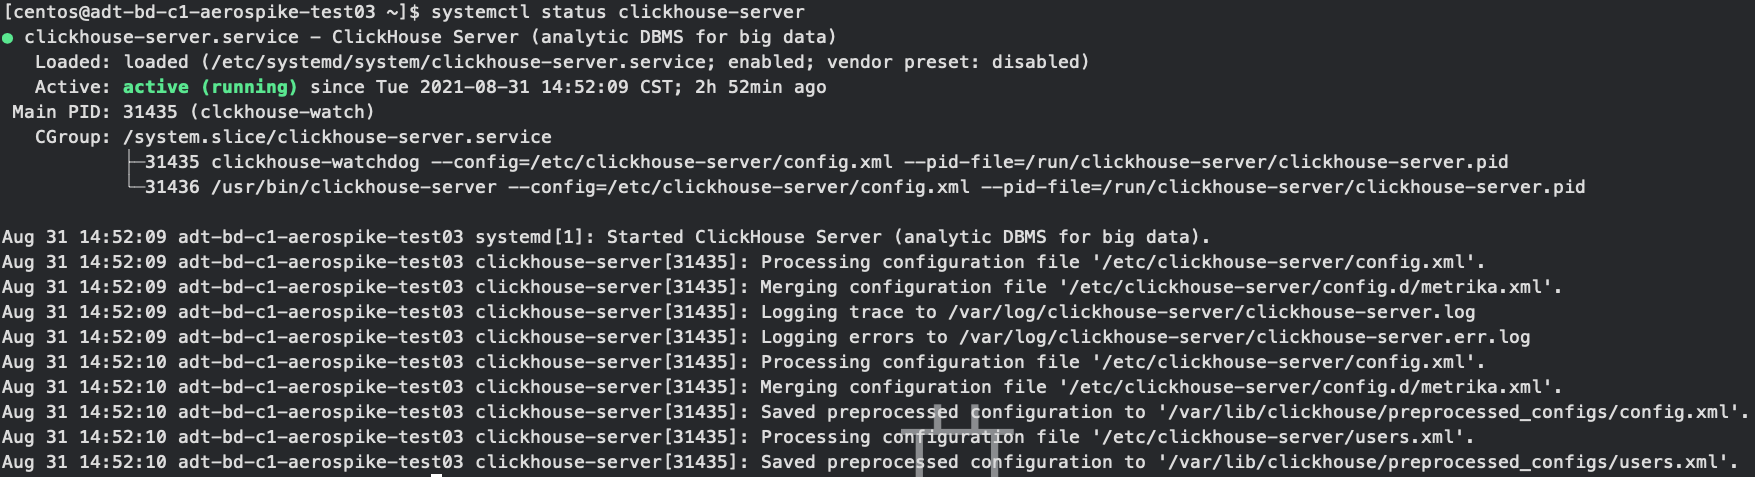 [centos@adt-bd-c1-aerospike-test03 ~]$ systemctl status clickhouse-server
● clickhouse-server.service - ClickHouse Server (analytic DBMS for big data)
   Loaded: loaded (/etc/systemd/system/clickhouse-server.service; enabled; vendor preset: disabled)
   Active: active (running) since Tue 2021-08-31 14:52:09 CST; 2h 52min ago
 Main PID: 31435 (clckhouse-watch)
   CGroup: /system.slice/clickhouse-server.service
           ├─31435 clickhouse-watchdog --config=/etc/clickhouse-server/config.xml --pid-file=/run/clickhouse-server/clickhouse-server.pid
           └─31436 /usr/bin/clickhouse-server --config=/etc/clickhouse-server/config.xml --pid-file=/run/clickhouse-server/clickhouse-server.pid
Aug 31 14:52:09 adt-bd-c1-aerospike-test03 systemd[1]: Started ClickHouse Server (analytic DBMS for big data).
Aug 31 14:52:09 adt-bd-c1-aerospike-test03 clickhouse-server[31435]: Processing configuration file '/etc/clickhouse-server/config.xml'.
Aug 31 14:52:09 adt-bd-c1-aerospike-test03 clickhouse-server[31435]: Merging configuration file '/etc/clickhouse-server/config.d/metrika.xml'.
Aug 31 14:52:09 adt-bd-c1-aerospike-test03 clickhouse-server[31435]: Logging trace to /var/log/clickhouse-server/clickhouse-server.log
Aug 31 14:52:09 adt-bd-c1-aerospike-test03 clickhouse-server[31435]: Logging errors to /var/log/clickhouse-server/clickhouse-server.err.log
Aug 31 14:52:10 adt-bd-c1-aerospike-test03 clickhouse-server[31435]: Processing configuration file '/etc/clickhouse-server/config.xml'.
Aug 31 14:52:10 adt-bd-c1-aerospike-test03 clickhouse-server[31435]: Merging configuration file '/etc/clickhouse-server/config.d/metrika.xml'.
Aug 31 14:52:10 adt-bd-c1-aerospike-test03 clickhouse-server[31435]: Saved preprocessed configuration to '/var/lib/clickhouse/preprocessed_configs/config.xml'.
Aug 31 14:52:10 adt-bd-c1-aerospike-test03 clickhouse-server[31435]: Processing configuration file '/etc/clickhouse-server/users.xml'.
Aug 31 14:52:10 adt-bd-c1-aerospike-test03 clickhouse-server[31435]: Saved preprocessed configuration to '/var/lib/clickhouse/preprocessed_configs/users.xml'.